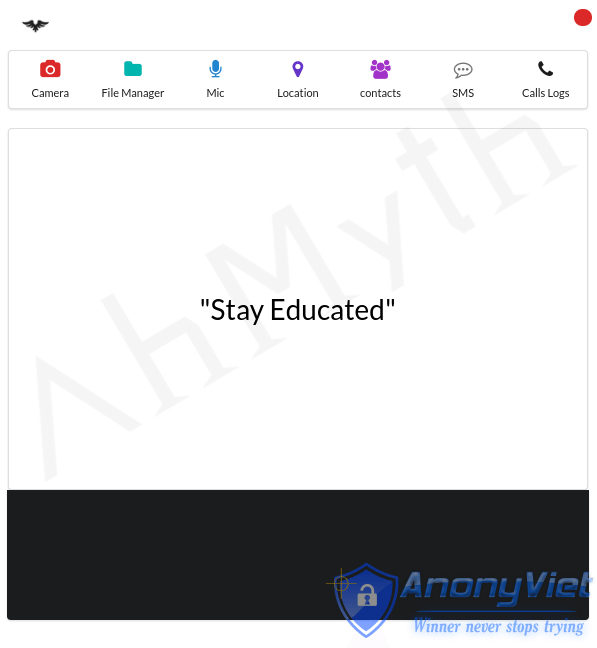 Camera
File Manager
Mic
Location
contacts
SMS
Calls Logs
AhMyth
"Stay Educated"
AnonyViet
Winner never stops trying